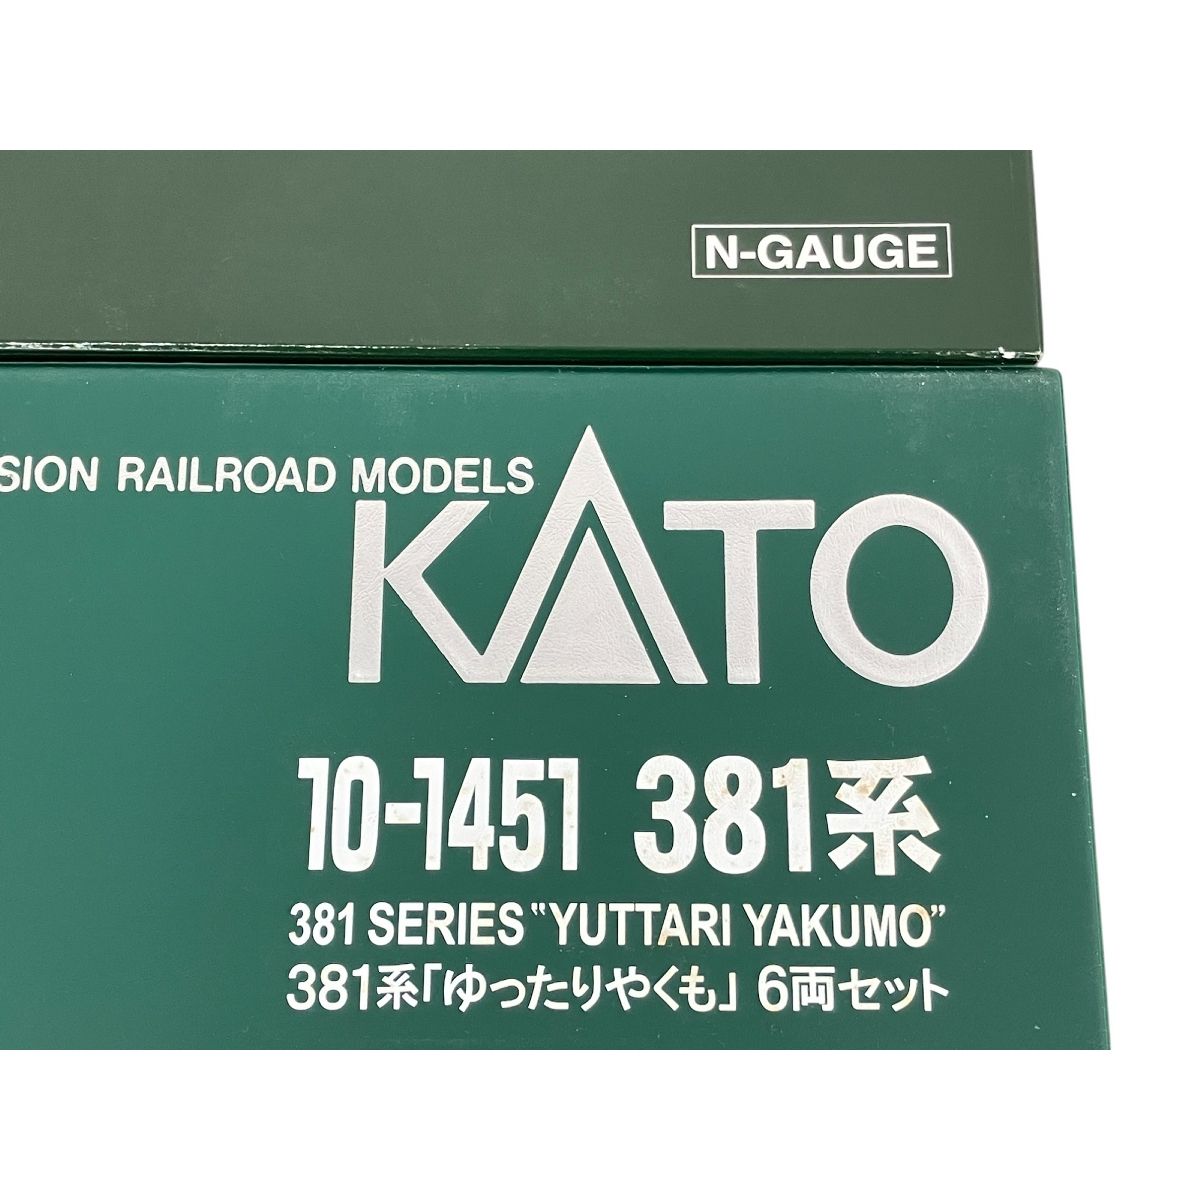 N-GAUGE
SION RAILROAD MODELS
KATO
10-1451 381系
381 SERIES "YUTTARI YAKUMO"
381系「ゆったりやくも」 6両セット